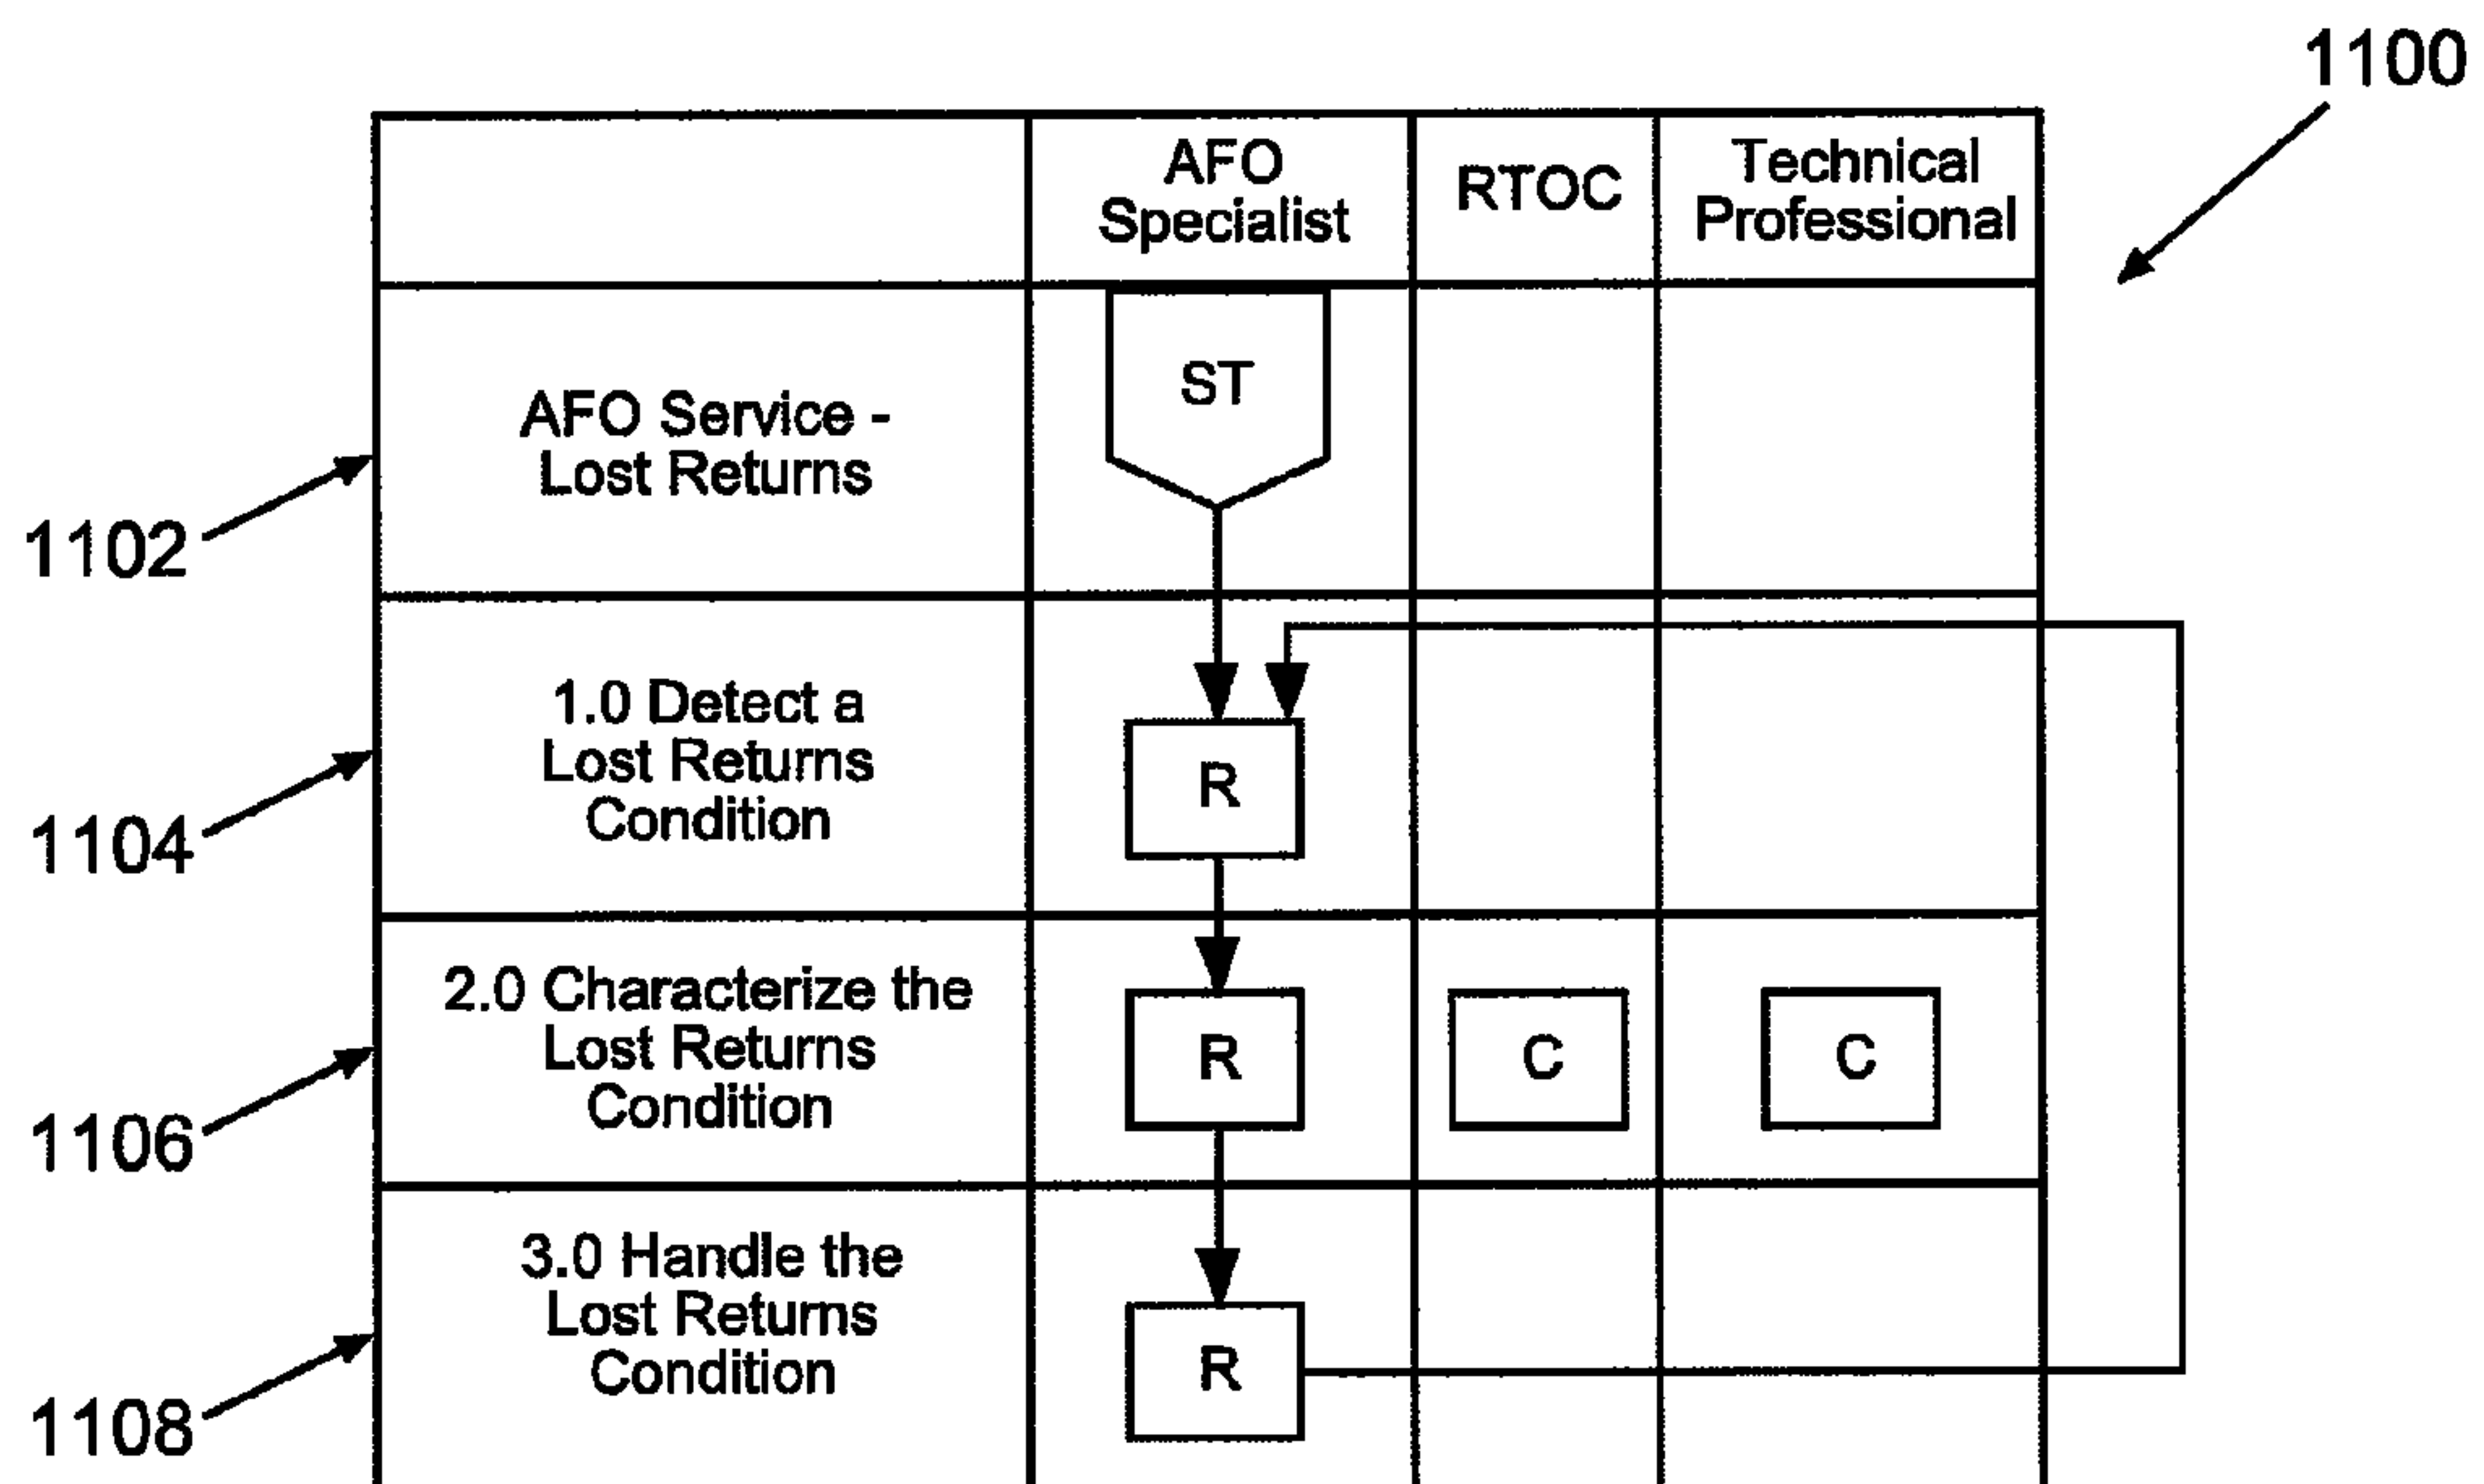 1100
AFO
Specialist
RTOC
Technical
Professional
AFO Service -
Lost Returns
ST
1102
1.0 Detect a
Lost Returns
Condition
R
1104
2.0 Characterize the
Lost Returns
Condition
R
C
C
1106
3.0 Handle the
Lost Returns
Condition
R
1108